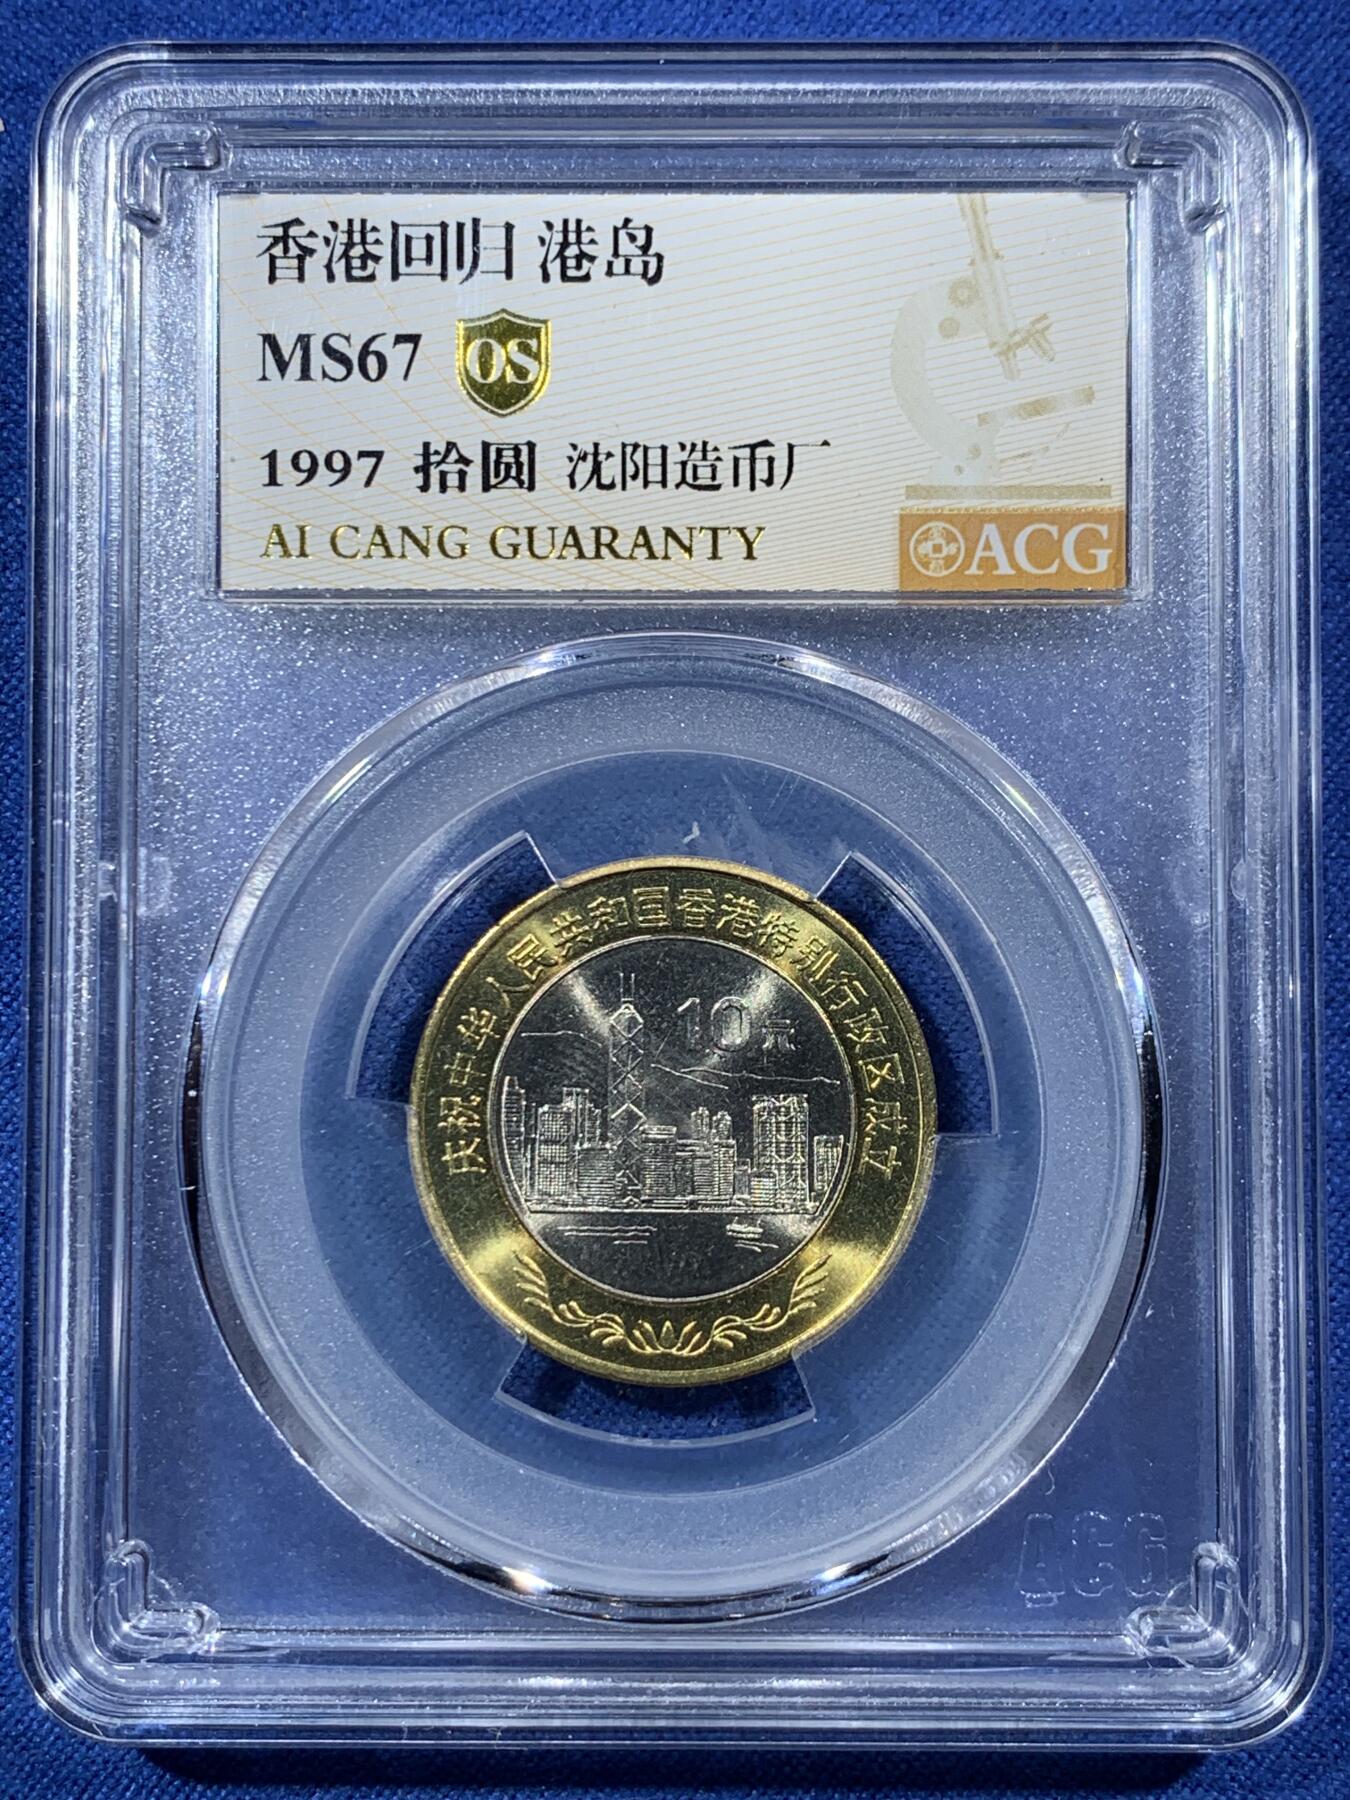 香港回归 港岛
MS67 OS
1997 拾圆 沈阳造币厂
AI CANG GUARANTY
ACG
庆祝中华人民共和国香港特别行政区成立
10元
ACG